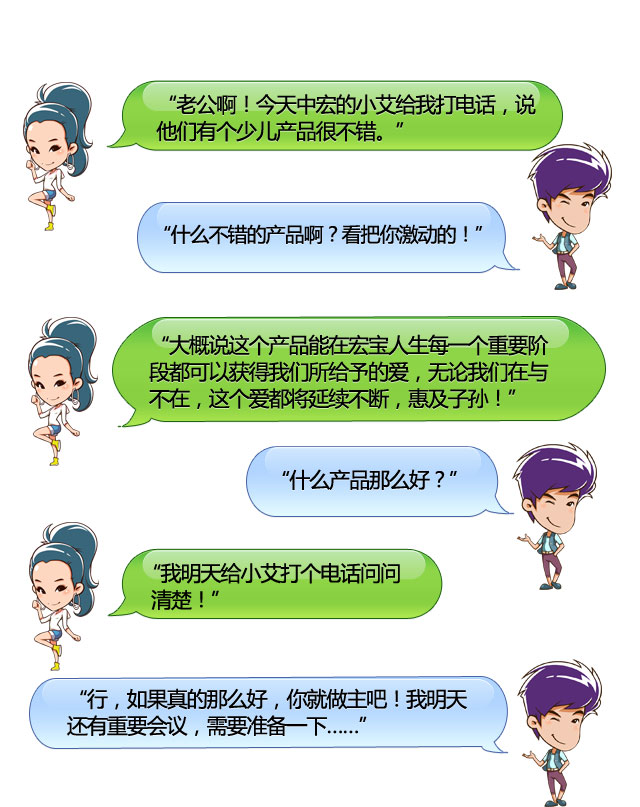 “老公啊！今天中宏的小艾给我打电话，说
他们有个少儿产品很不错。”
“什么不错的产品啊？看把你激动的！”
“大概说这个产品能在宏宝人生每一个重要阶
段都可以获得我们所给予的爱，无论我们在与
不在，这个爱都将延续不断，惠及子孙！”
“什么产品那么好？”
“我明天给小艾打个电话问问
清楚！”
“行，如果真的那么好，你就做主吧！我明天
还有重要会议，需要准备一下……”